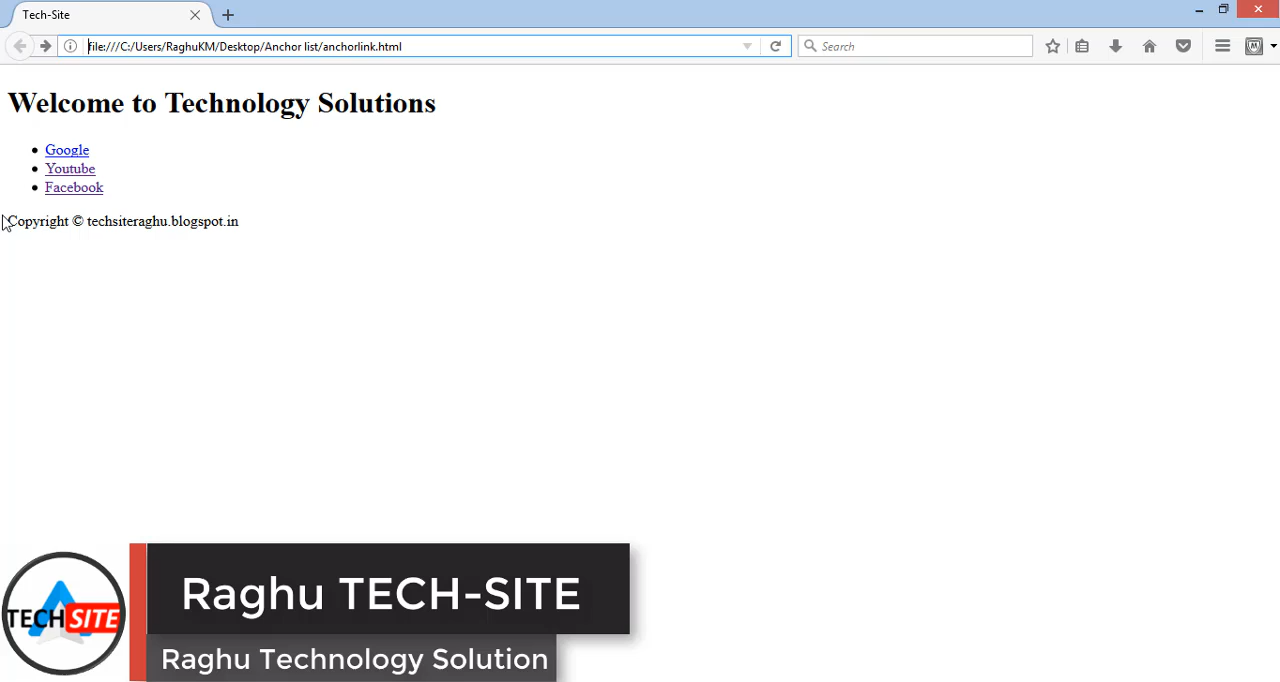 Tech-Site
file:///C:/Users/RaghuKM/Desktop/Anchor list/anchorlink.html
Search
Welcome to Technology Solutions
Google
Youtube
Facebook
Copyright © techsiteraghu.blogspot.in
TECH SITE
Raghu TECH-SITE
Raghu Technology Solution